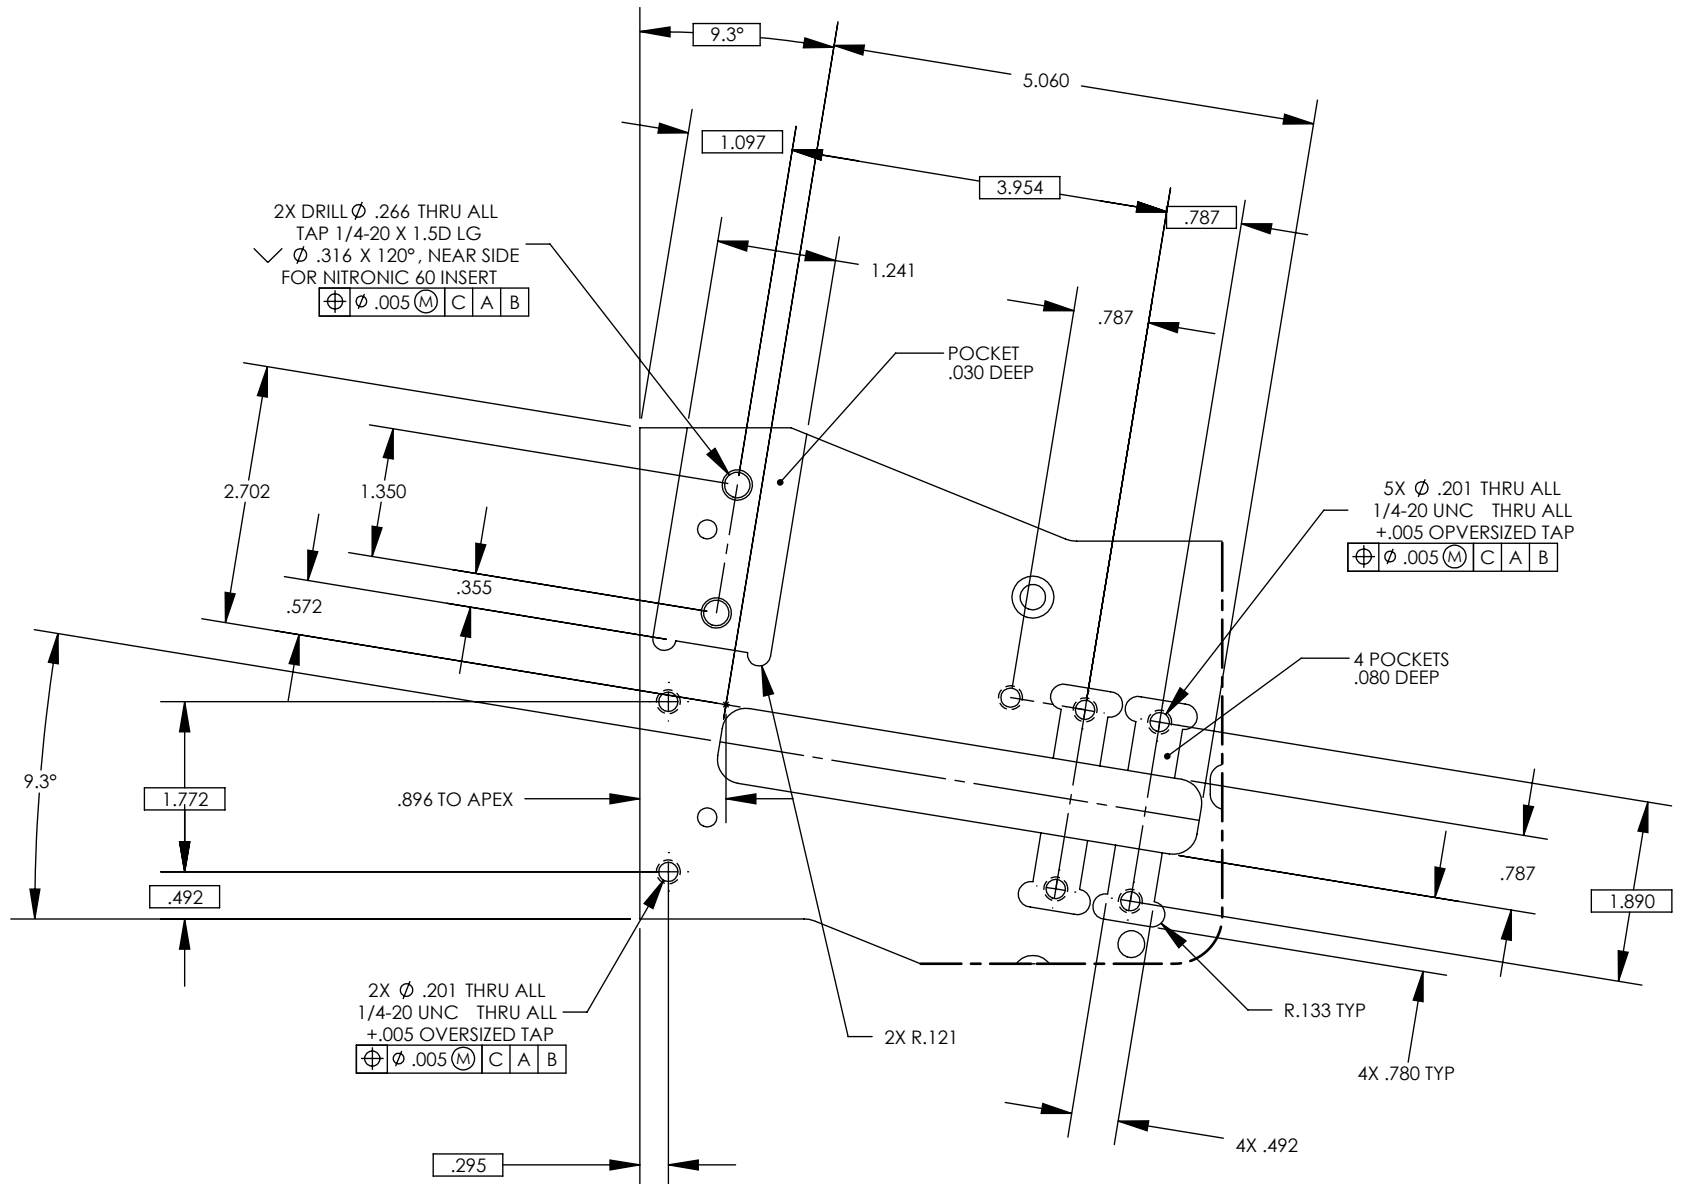 9.3°
5.060
1.097
3.954
.787
2X DRILL Ø .266 THRU ALL
TAP 1/4-20 X 1.5D LG
⌵ Ø .316 X 120°, NEAR SIDE
FOR NITRONIC 60 INSERT
⌖ Ø .005 Ⓜ C A B
1.241
.787
POCKET
.030 DEEP
2.702
1.350
5X Ø .201 THRU ALL
1/4-20 UNC THRU ALL
+.005 OPVERSIZED TAP
⌖ Ø .005 Ⓜ C A B
.355
.572
4 POCKETS
.080 DEEP
9.3°
1.772
.896 TO APEX
.787
.492
1.890
2X Ø .201 THRU ALL
1/4-20 UNC THRU ALL
+.005 OVERSIZED TAP
⌖ Ø .005 Ⓜ C A B
R.133 TYP
2X R.121
4X .780 TYP
4X .492
.295